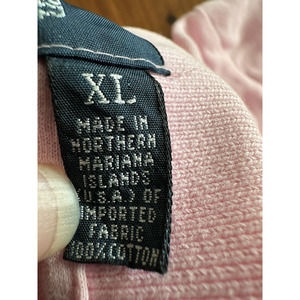 XL
MADE IN
NORTHERN
MARIANA
ISLANDS
(U.S.A.) OF
IMPORTED
FABRIC
100% COTTON